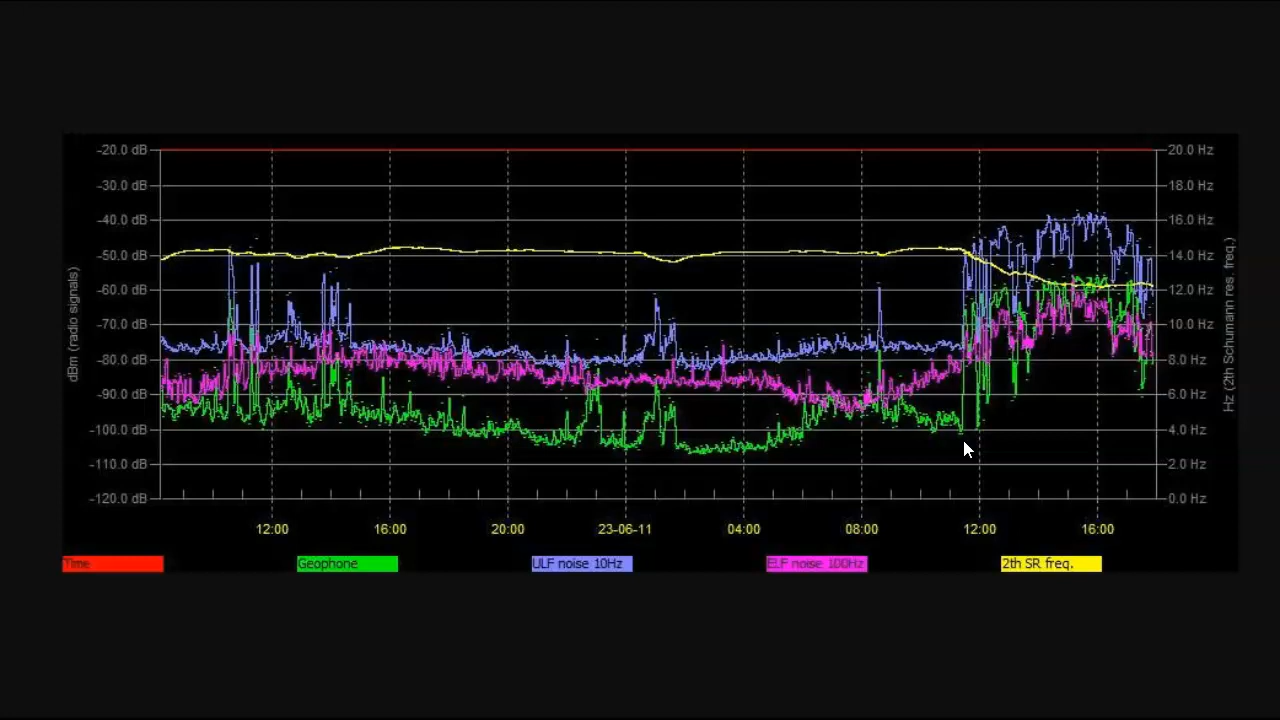 -20.0 dB
-30.0 dB
-40.0 dB
-50.0 dB
-60.0 dB
-70.0 dB
-80.0 dB
-90.0 dB
-100.0 dB
-110.0 dB
-120.0 dB
dBm (radio signals)
20.0 Hz
18.0 Hz
16.0 Hz
14.0 Hz
12.0 Hz
10.0 Hz
8.0 Hz
6.0 Hz
4.0 Hz
2.0 Hz
0.0 Hz
Hz (2th Schumann res. freq.)
12:00 16:00 20:00 23-06-11 04:00 08:00 12:00 16:00
Time Geophone ULF noise 10Hz ELF noise 100Hz 2th SR freq.